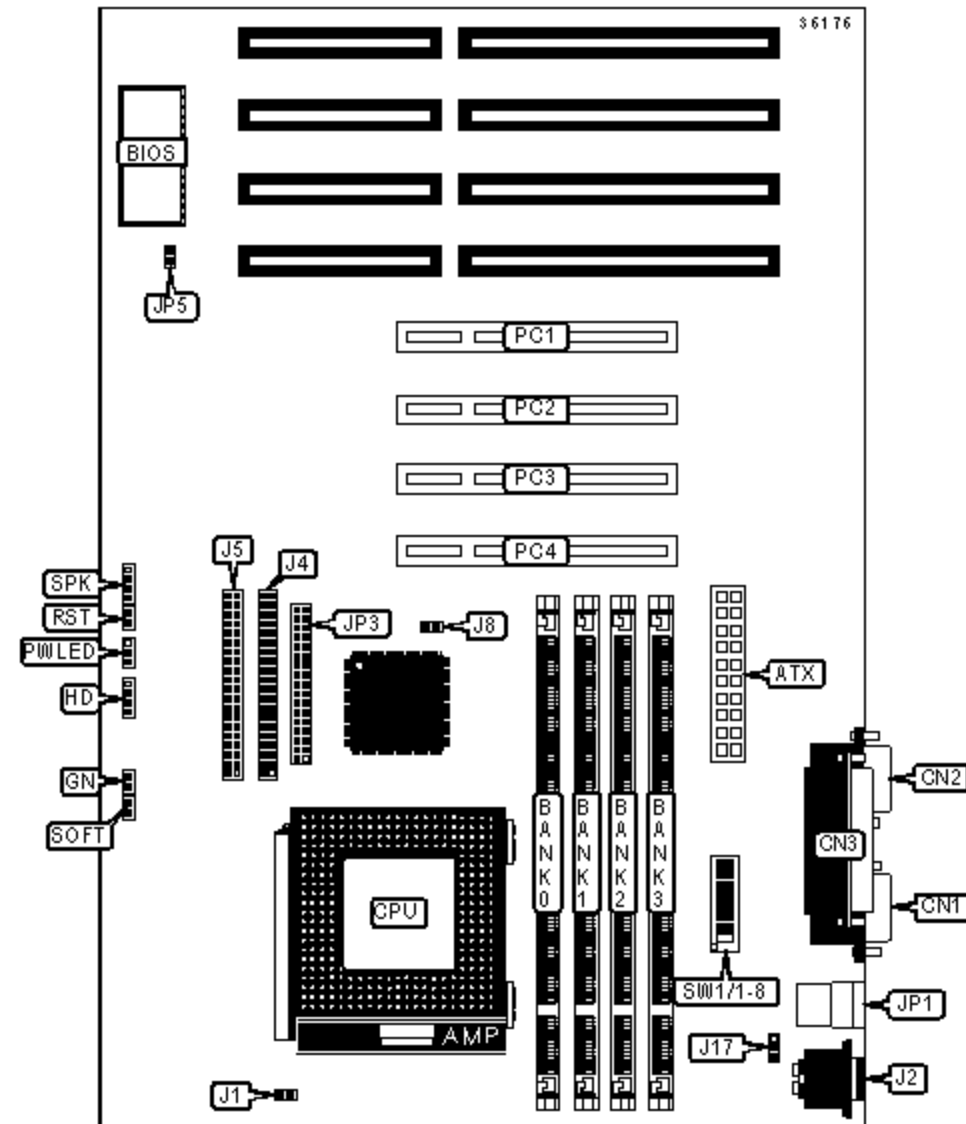 36176
BIOS
JP5
PC1
PC2
PC3
PC4
J5
J4
SPK
RST
JP3
J8
PWLED
ATX
HD
GN
CN2
SOFT
BANK0
BANK1
BANK2
BANK3
CN3
CPU
CN1
SW1/1-8
JP1
AMP
J17
J2
J1